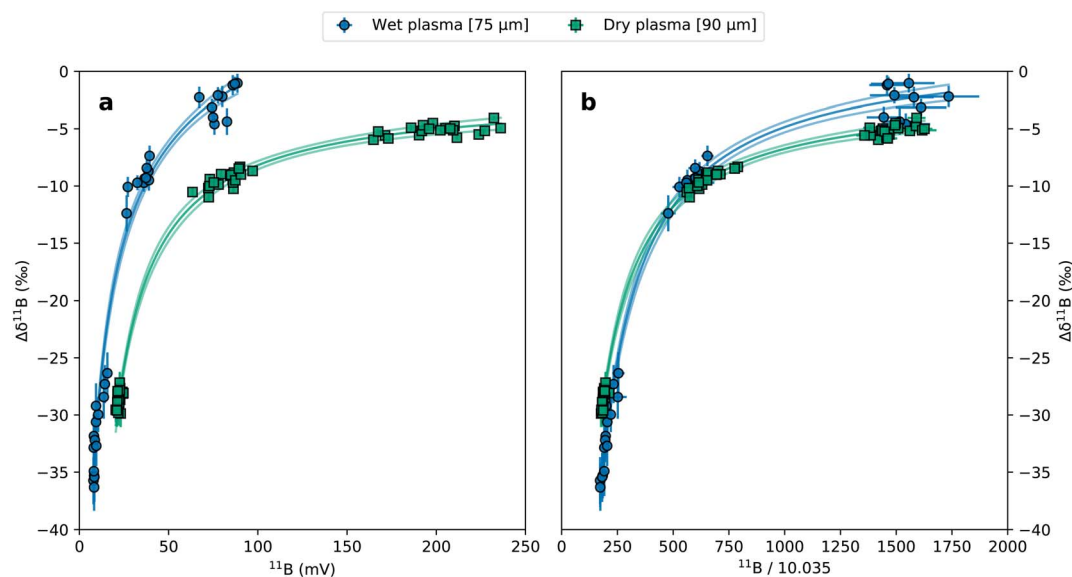 Wet plasma [75 μm] Dry plasma [90 μm]
a
0
−5
−10
−15
−20
−25
−30
−35
−40
Δδ¹¹B (‰)
0 50 100 150 200 250
¹¹B (mV)
b
0
−5
−10
−15
−20
−25
−30
−35
−40
Δδ¹¹B (‰)
0 250 500 750 1000 1250 1500 1750 2000
¹¹B / 10.035